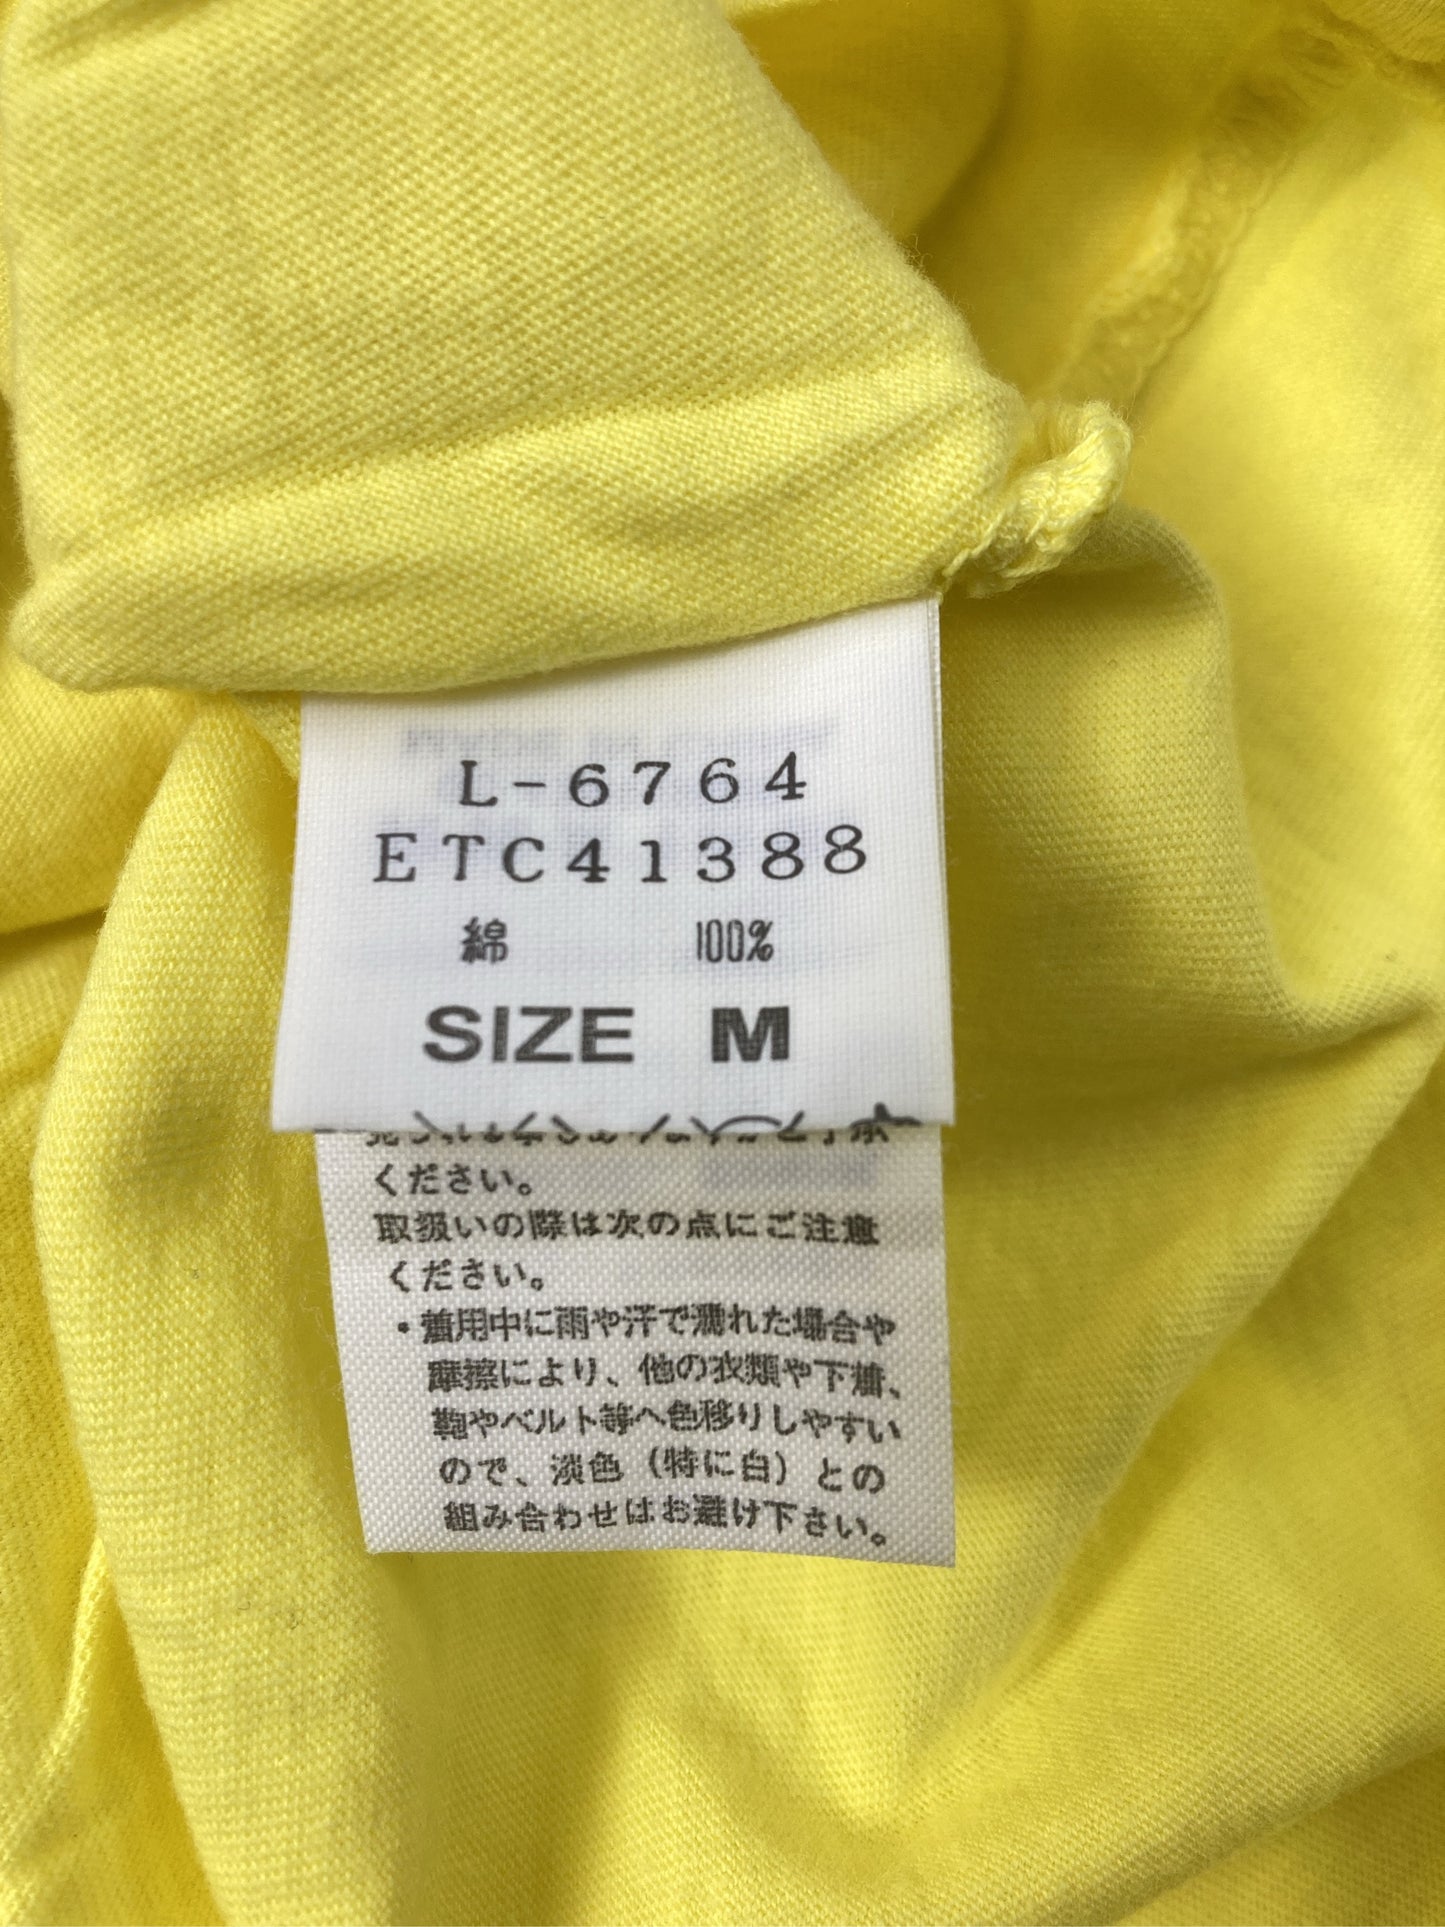 L-6764
ETC41388
綿 100%
SIZE M
ください。
取扱いの際は次の点にご注意
ください。
・着用中に雨や汗で濡れた場合や
摩擦により、他の衣類や下着、
鞄やベルト等へ色移りしやすい
ので、淡色（特に白）との
組み合わせはお避け下さい。